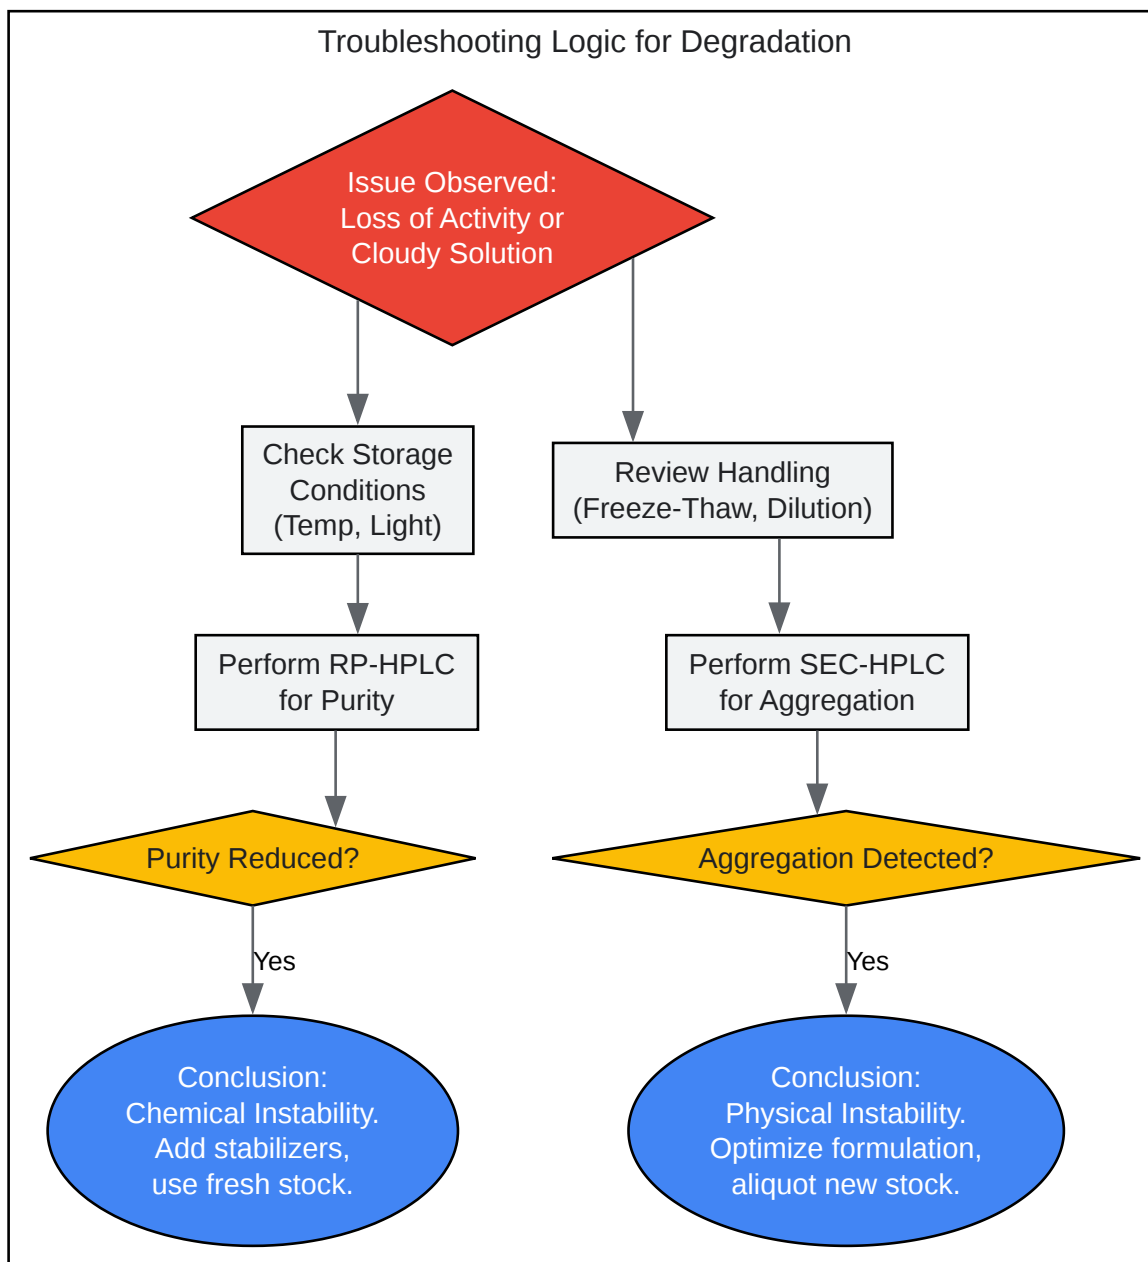 Troubleshooting Logic for Degradation
Issue Observed:
Loss of Activity or
Cloudy Solution
Check Storage
Conditions
(Temp, Light)
Review Handling
(Freeze-Thaw, Dilution)
Perform RP-HPLC
for Purity
Perform SEC-HPLC
for Aggregation
Purity Reduced?
Aggregation Detected?
Yes
Yes
Conclusion:
Chemical Instability.
Add stabilizers,
use fresh stock.
Conclusion:
Physical Instability.
Optimize formulation,
aliquot new stock.